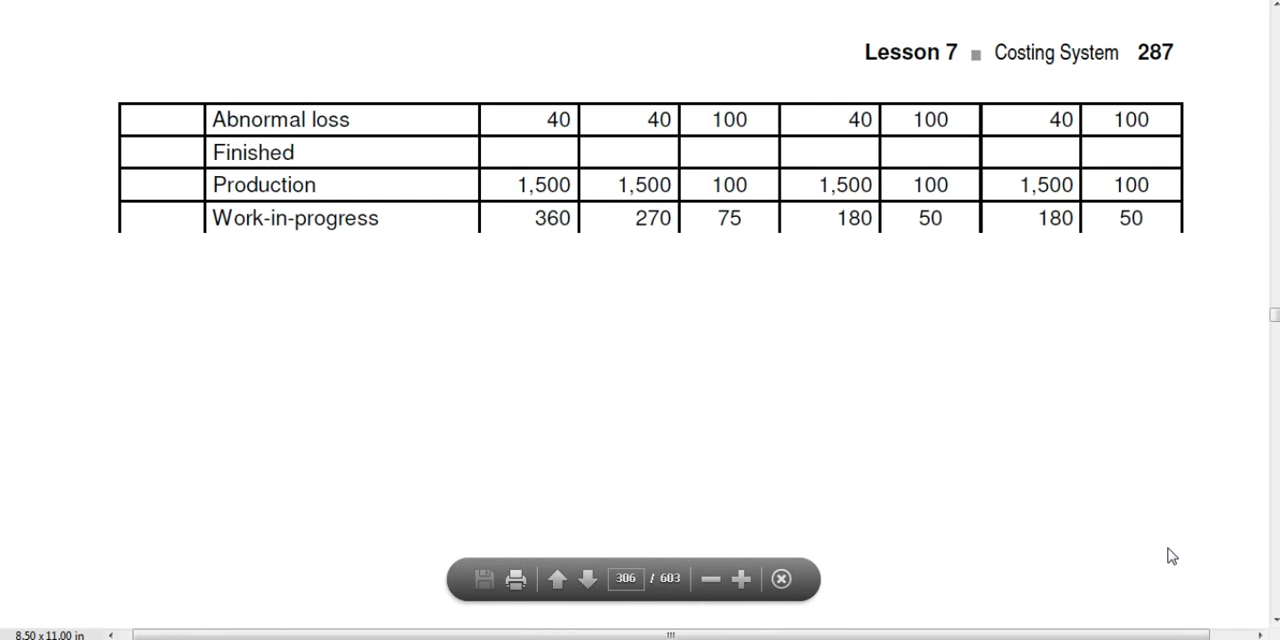 Lesson 7 ■ Costing System 287
Abnormal loss 40 40 100 40 100 40 100
Finished
Production 1,500 1,500 100 1,500 100 1,500 100
Work-in-progress 360 270 75 180 50 180 50
306 / 603
8.50 x 11.00 in